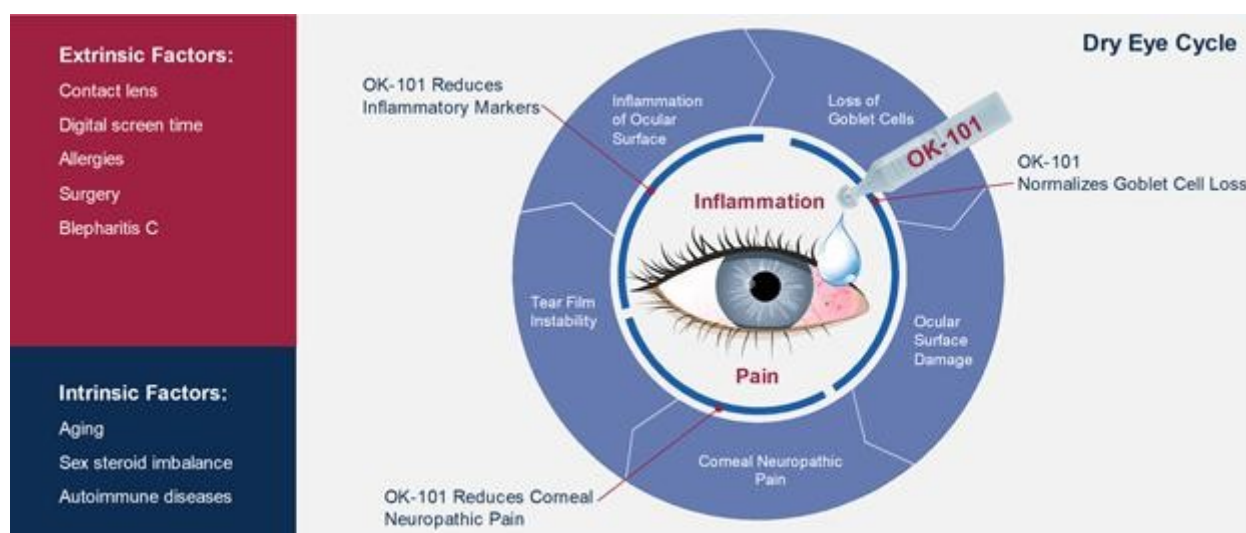 Extrinsic Factors:
Contact lens
Digital screen time
Allergies
Surgery
Blepharitis C
Intrinsic Factors:
Aging
Sex steroid imbalance
Autoimmune diseases
Dry Eye Cycle
OK-101 Reduces
Inflammatory Markers
Inflammation
of Ocular
Surface
Loss of
Goblet Cells
OK-101
OK-101
Normalizes Goblet Cell Loss
Inflammation
Tear Film
Instability
Ocular
Surface
Damage
Pain
Corneal Neuropathic
Pain
OK-101 Reduces Corneal
Neuropathic Pain